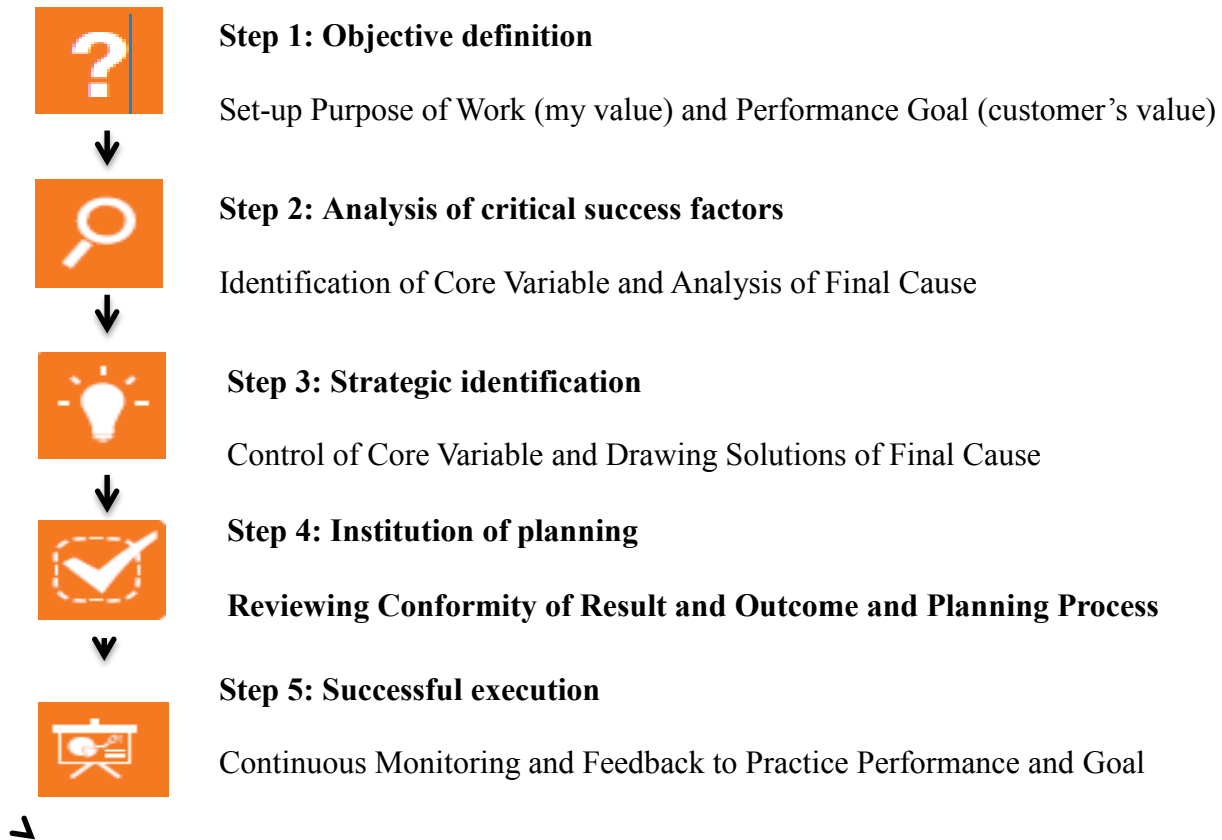 ?
Step 1: Objective definition
Set-up Purpose of Work (my value) and Performance Goal (customer’s value)
Step 2: Analysis of critical success factors
Identification of Core Variable and Analysis of Final Cause
Step 3: Strategic identification
Control of Core Variable and Drawing Solutions of Final Cause
Step 4: Institution of planning
Reviewing Conformity of Result and Outcome and Planning Process
Step 5: Successful execution
Continuous Monitoring and Feedback to Practice Performance and Goal